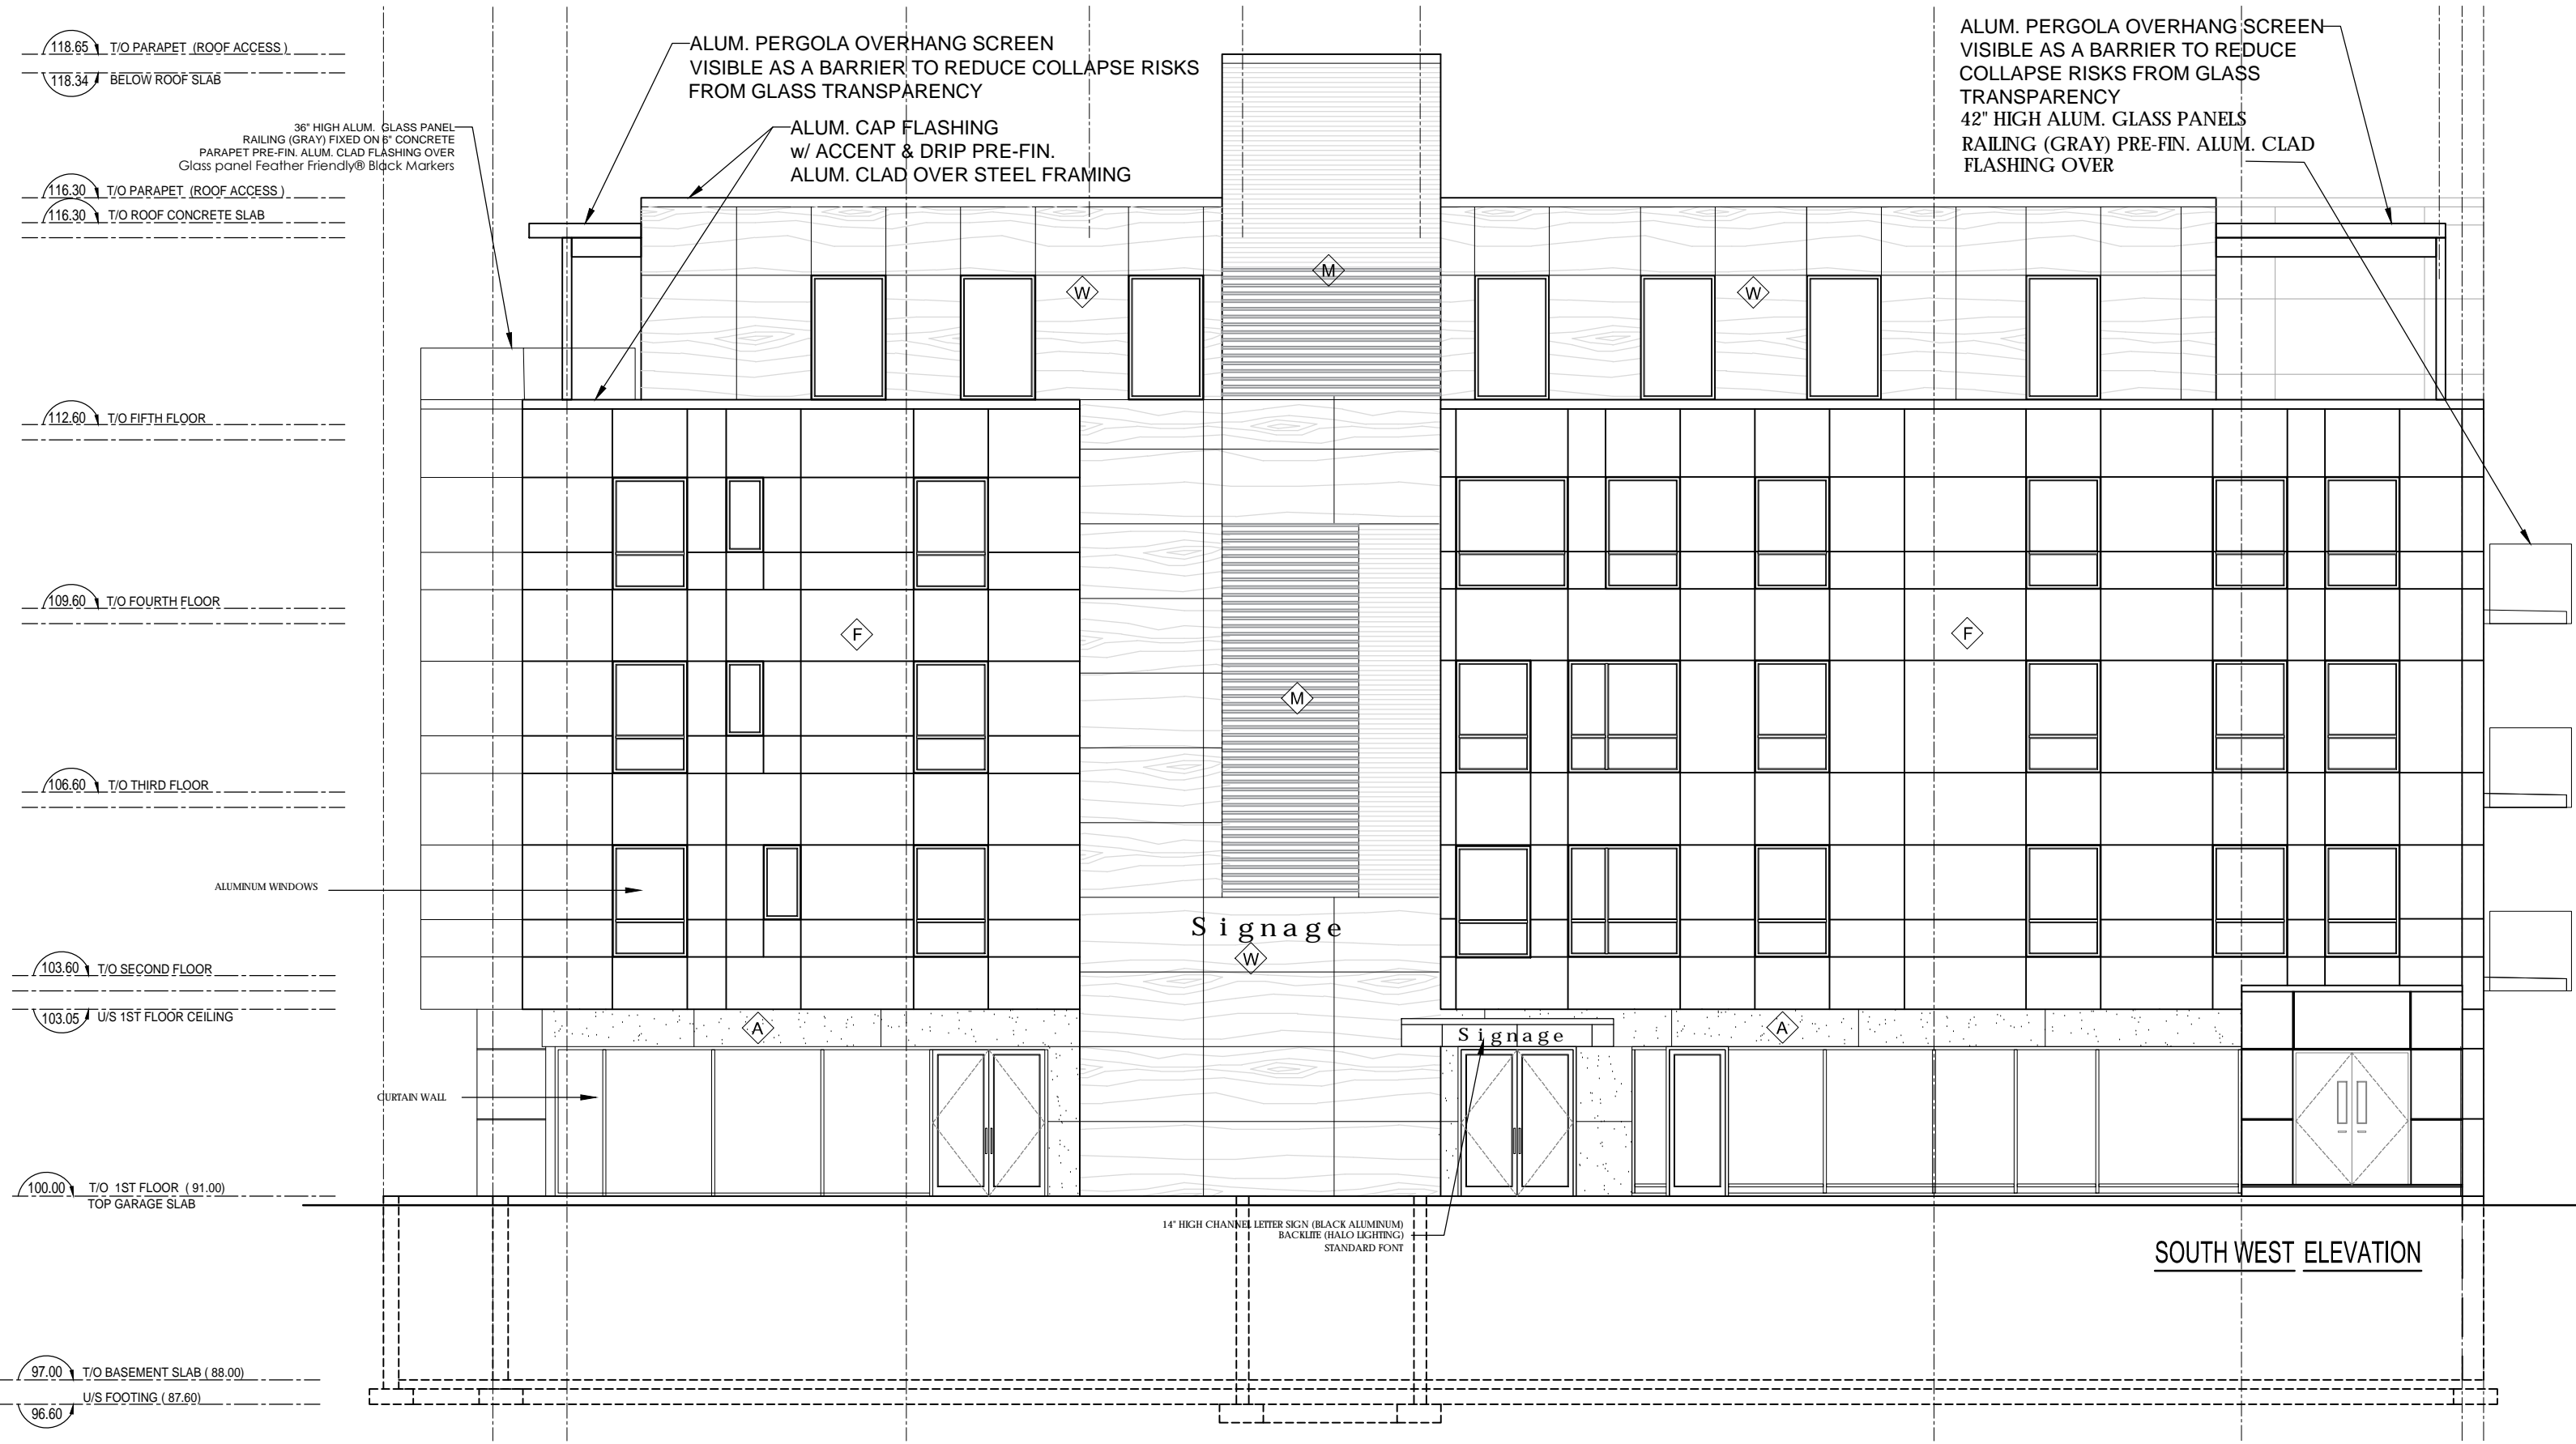 118.65 T/O PARAPET (ROOF ACCESS )
118.34 BELOW ROOF SLAB
36" HIGH ALUM. GLASS PANEL
RAILING (GRAY) FIXED ON 6" CONCRETE
PARAPET PRE-FIN. ALUM. CLAD FLASHING OVER
Glass panel Feather Friendly® Black Markers
116.30 T/O PARAPET (ROOF ACCESS )
116.30 T/O ROOF CONCRETE SLAB
112.60 T/O FIFTH FLOOR
109.60 T/O FOURTH FLOOR
106.60 T/O THIRD FLOOR
ALUMINUM WINDOWS
103.60 T/O SECOND FLOOR
103.05 U/S 1ST FLOOR CEILING
CURTAIN WALL
100.00 T/O 1ST FLOOR ( 91.00)
TOP GARAGE SLAB
97.00 T/O BASEMENT SLAB ( 88.00)
U/S FOOTING ( 87.60)
96.60
ALUM. PERGOLA OVERHANG SCREEN
VISIBLE AS A BARRIER TO REDUCE COLLAPSE RISKS
FROM GLASS TRANSPARENCY
ALUM. CAP FLASHING
w/ ACCENT & DRIP PRE-FIN.
ALUM. CLAD OVER STEEL FRAMING
ALUM. PERGOLA OVERHANG SCREEN
VISIBLE AS A BARRIER TO REDUCE
COLLAPSE RISKS FROM GLASS
TRANSPARENCY
42" HIGH ALUM. GLASS PANELS
RAILING (GRAY) PRE-FIN. ALUM. CLAD
FLASHING OVER
M
W
W
F
F
M
Signage
W
A
Signage
A
14" HIGH CHANNEL LETTER SIGN (BLACK ALUMINUM)
BACKLITE (HALO LIGHTING)
STANDARD FONT
SOUTH WEST ELEVATION